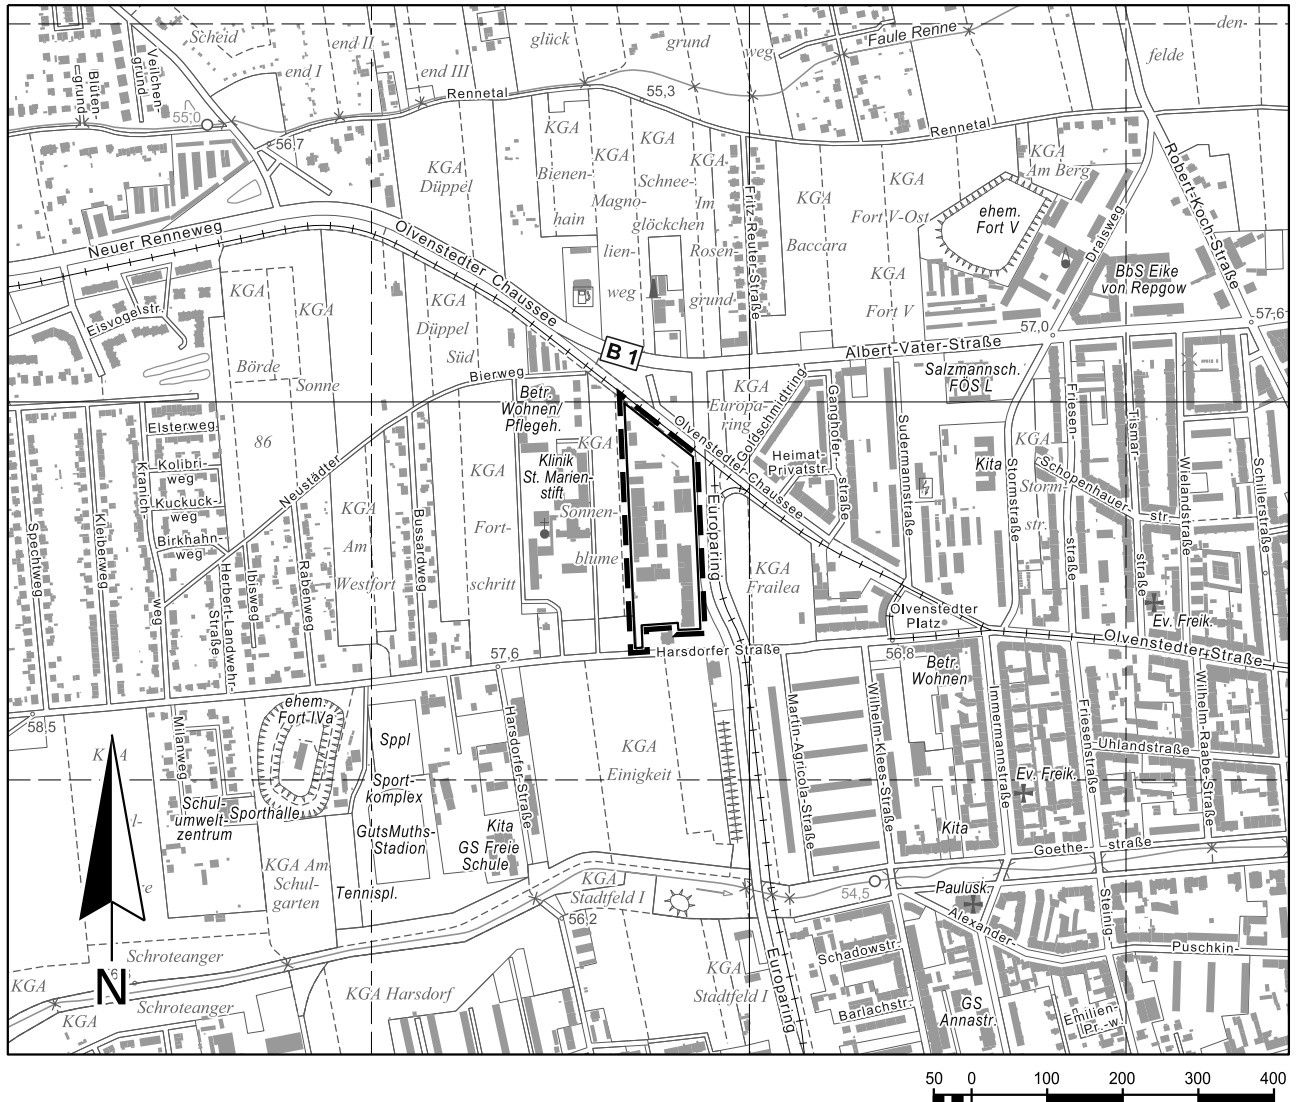 Scheid
end II
glück
grund
weg
Faule Renne
den-
felde
Veilchen-
grund
Blüten-
grund
end I
end III
Rennetal
55,3
55,0
56,7
Rennetal
KGA
Bienen-
hain
KGA
Magno-
lien-
weg
KGA
Schnee-
glöckchen
KGA
Im
Rosen-
grund
KGA
Düppel
KGA
Baccara
KGA
Fort V-Ost
KGA
Am Berg
ehem.
Fort V
Draisweg
Robert-Koch-Straße
Fritz-Reuter-Straße
BbS Eike
von Repgow
Neuer Renneweg
Olvenstedter Chaussee
KGA
Fort V
KGA
Börde
KGA
Sonne
86
KGA
Düppel
Süd
Eisvogelstr.
57,0
57,6
B 1
Albert-Vater-Straße
Salzmannsch.
FÖS L
Bierweg
Betr.
Wohnen/
Pflegeh.
KGA
Europa-
ring
Goldschmidtring
Ganghofer-
straße
Sudermannstraße
Friesen-
straße
Tismar-
straße
Elsterweg
Kolibri-
weg
Kuckuck-
weg
Birkhahn-
weg
Kranich-
weg
Neustädter
Klinik
St. Marien-
stift
KGA
Sonnen-
blume
KGA
Fort-
schritt
KGA
Am
Westfort
Olvenstedter-Chaussee
Heimat-
Privatstr.
Kita
KGA
Storm-
str.
Stormstraße
Schopenhauer-
str.
Wielandstraße
Schillerstraße
Spechtweg
Kleiberweg
Herbert-Landwehr-
Straße
Ibisweg
Rabenweg
Bussardweg
Europaring
KGA
Frailea
Olvenstedter
Platz
Ev. Freik.
Olvenstedter Straße
57,6
Harsdorfer Straße
56,8
Betr.
Wohnen
58,5
ehem.
Fort IVa
Milanweg
Sppl
Sport-
komplex
Harsdorfer-Straße
KGA
Einigkeit
Martin-Agricola-Straße
Wilhelm-Klees-Straße
Immermannstraße
Friesenstraße
Uhlandstraße
Wilhelm-Raabe-Straße
Ev. Freik.
Schul-
umwelt-
zentrum
Sporthalle
GutsMuths-
Stadion
Kita
GS Freie
Schule
Kita
Goethe-
straße
KGA Am
Schul-
garten
Tennispl.
KGA
Stadtfeld I
56,2
54,5
Paulusk.
Alexander-
Steinig-
Puschkin-
Schroteanger
Schadowstr.
KGA
Schroteanger
KGA
KGA Harsdorf
KGA
Stadtfeld I
Europaring
Barlachstr.
GS
Annastr.
Emilien-
Pr.-w.
N
50 0 100 200 300 400